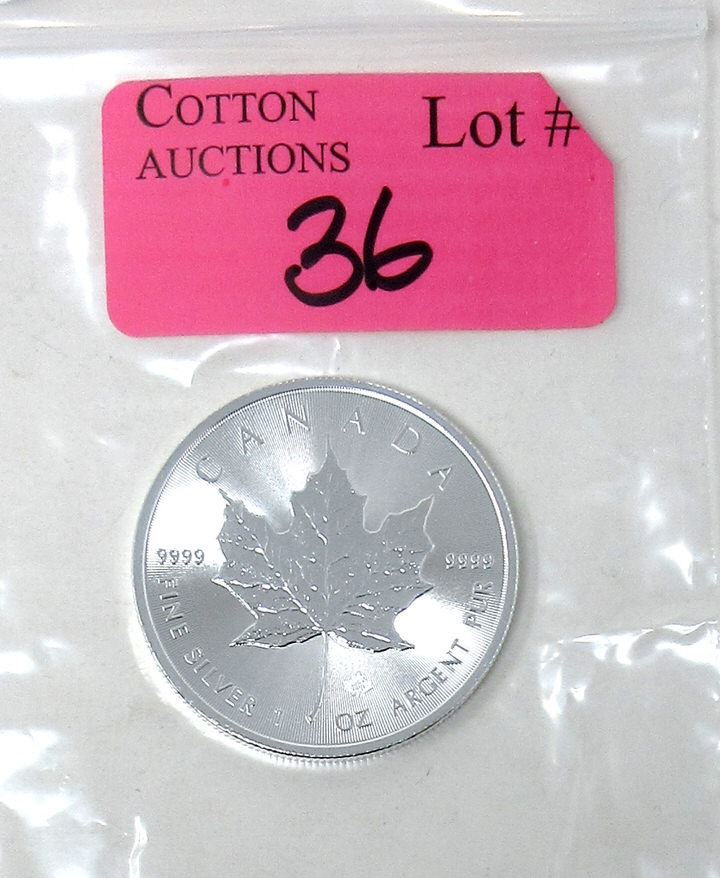 COTTON
AUCTIONS
Lot #
36
CANADA
9999 9999
FINE SILVER 1 OZ ARGENT PUR